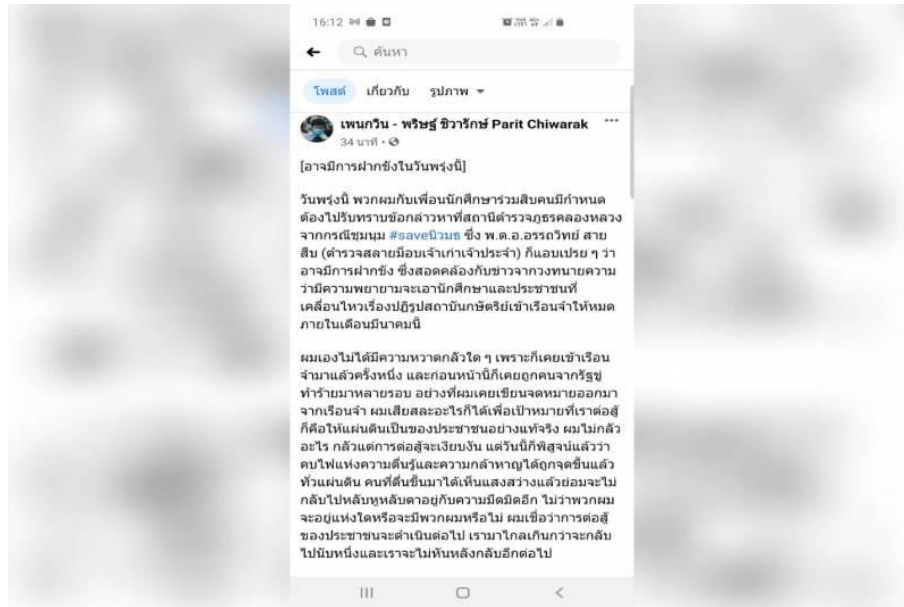 16:12
ค้นหา
โพสต์ เกี่ยวกับ รูปภาพ
เพนกวิน - พริษฐ์ ชิวารักษ์ Parit Chiwarak
34 นาที
[อาจมีการฝากขังในวันพรุ่งนี้]
วันพรุ่งนี้ พวกผมกับเพื่อนนักศึกษาร่วมสิบคนมีกำหนด
ต้องไปรับทราบข้อกล่าวหาที่สถานีตำรวจภูธรคลองหลวง
จากกรณีชุมนุม #saveนิวมธ ซึ่ง พ.ต.อ.อรรถวิทย์ สาย
สืบ (ตำรวจสลายม็อบเจ้าเก่าเจ้าประจำ) ก็แอบเปรย ๆ ว่า
อาจมีการฝากขัง ซึ่งสอดคล้องกับข่าวจากวงทนายความ
ว่ามีความพยายามจะเอานักศึกษาและประชาชนที่
เคลื่อนไหวเรื่องปฏิรูปสถาบันกษัตริย์เข้าเรือนจำให้หมด
ภายในเดือนมีนาคมนี้
ผมเองไม่ได้มีความหวาดกลัวใด ๆ เพราะก็เคยเข้าเรือน
จำมาแล้วครั้งหนึ่ง และก่อนหน้านี้ก็เคยถูกคนจากรัฐขู่
ทำร้ายมาหลายรอบ อย่างที่ผมเคยเขียนจดหมายออกมา
จากเรือนจำ ผมเสียสละอะไรก็ได้เพื่อเป้าหมายที่เราต่อสู้
ก็คือให้แผ่นดินเป็นของประชาชนอย่างแท้จริง ผมไม่กลัว
อะไร กลัวแต่การต่อสู้จะเงียบงัน แต่วันนี้ก็พิสูจน์แล้วว่า
คบไฟแห่งความตื่นรู้และความกล้าหาญได้ถูกจุดขึ้นแล้ว
ทั่วแผ่นดิน คนที่ตื่นขึ้นมาได้เห็นแสงสว่างแล้วย่อมจะไม่
กลับไปหลับหูหลับตาอยู่กับความมืดมิดอีก ไม่ว่าพวกผม
จะอยู่แห่งใดหรือจะมีพวกผมหรือไม่ ผมเชื่อว่าการต่อสู้
ของประชาชนจะดำเนินต่อไป เรามาไกลเกินกว่าจะกลับ
ไปนับหนึ่งและเราจะไม่หันหลังกลับอีกต่อไป